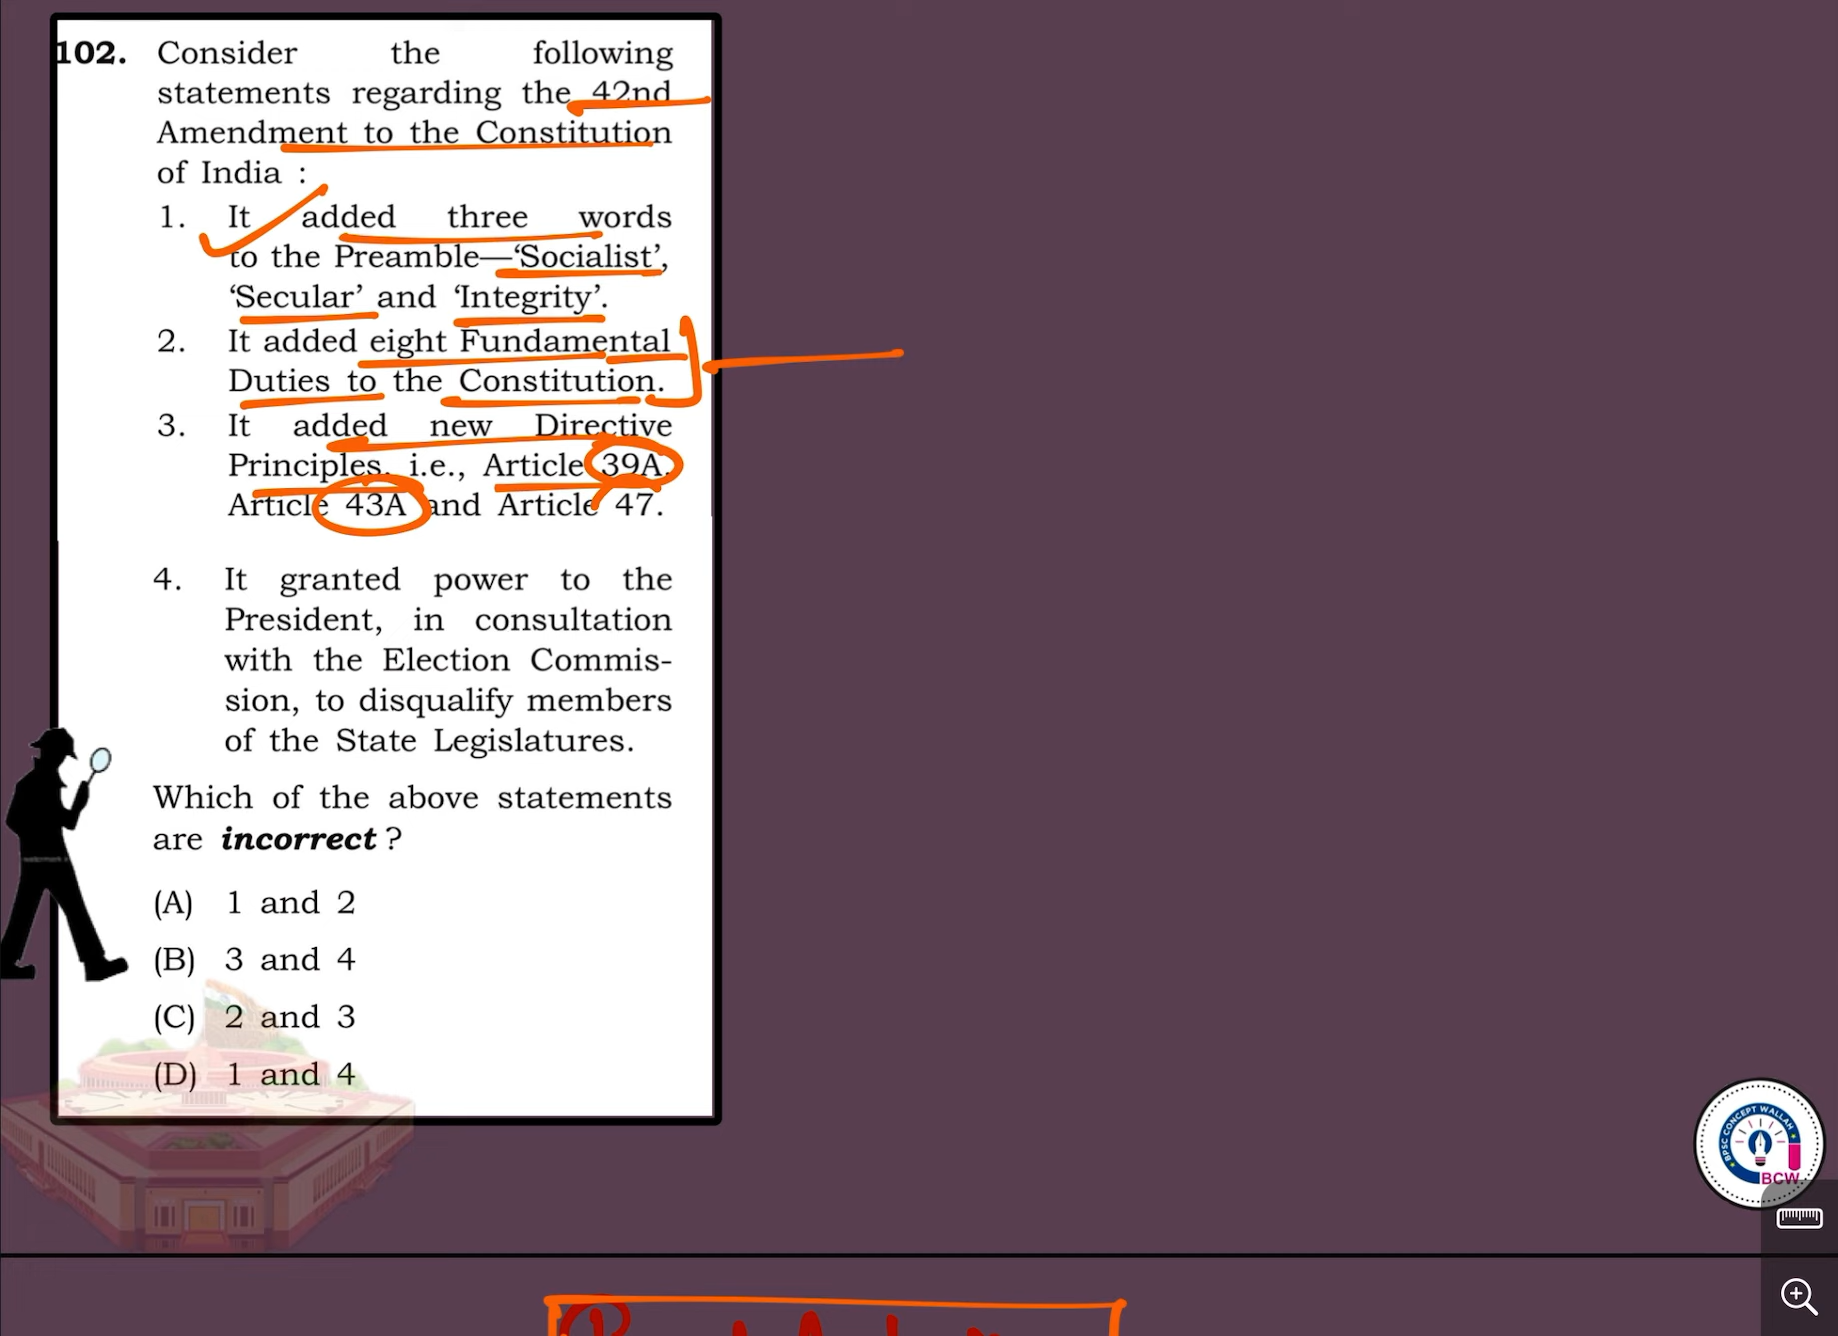 102. Consider the following
statements regarding the 42nd
Amendment to the Constitution
of India :
1. It added three words
to the Preamble—‘Socialist’,
‘Secular’ and ‘Integrity’.
2. It added eight Fundamental
Duties to the Constitution.
3. It added new Directive
Principles, i.e., Article 39A,
Article 43A and Article 47.
4. It granted power to the
President, in consultation
with the Election Commis-
sion, to disqualify members
of the State Legislatures.
Which of the above statements
are incorrect ?
(A) 1 and 2
(B) 3 and 4
(C) 2 and 3
(D) 1 and 4
BPSC CONCEPT WALLAH
BCW